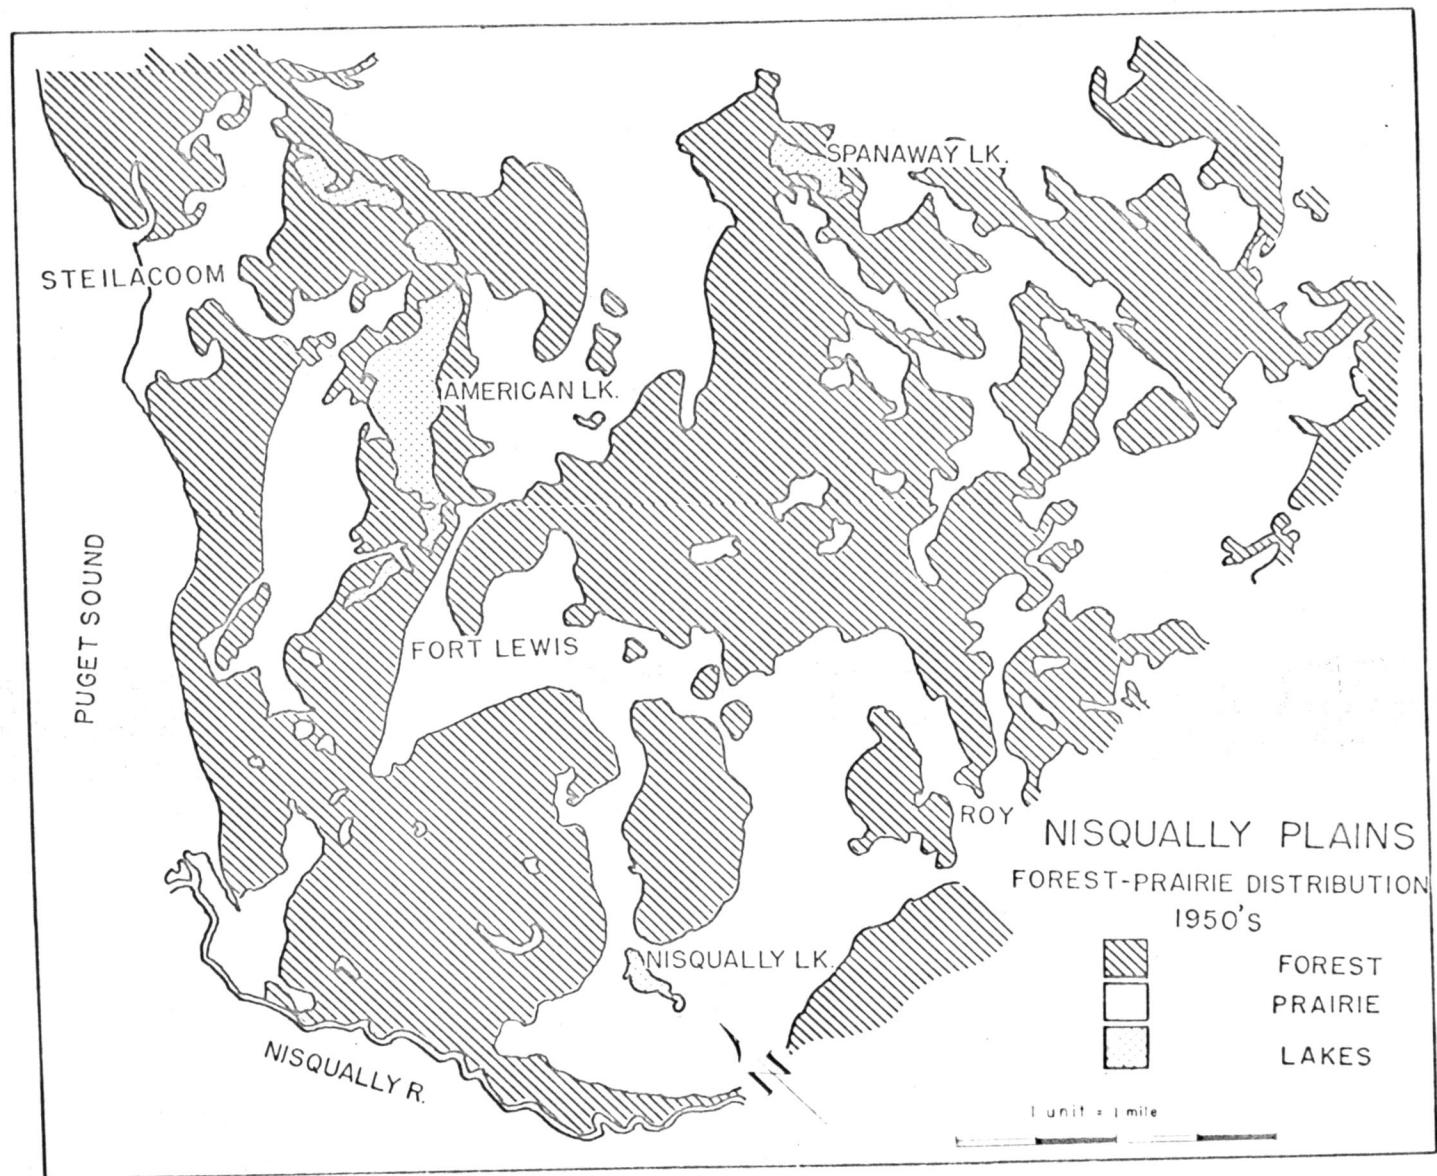 SPANAWAY LK.
STEILACOOM
AMERICAN LK.
PUGET SOUND
FORT LEWIS
ROY
NISQUALLY LK.
NISQUALLY R.
NISQUALLY PLAINS
FOREST-PRAIRIE DISTRIBUTION
1950'S
FOREST
PRAIRIE
LAKES
1 unit = 1 mile